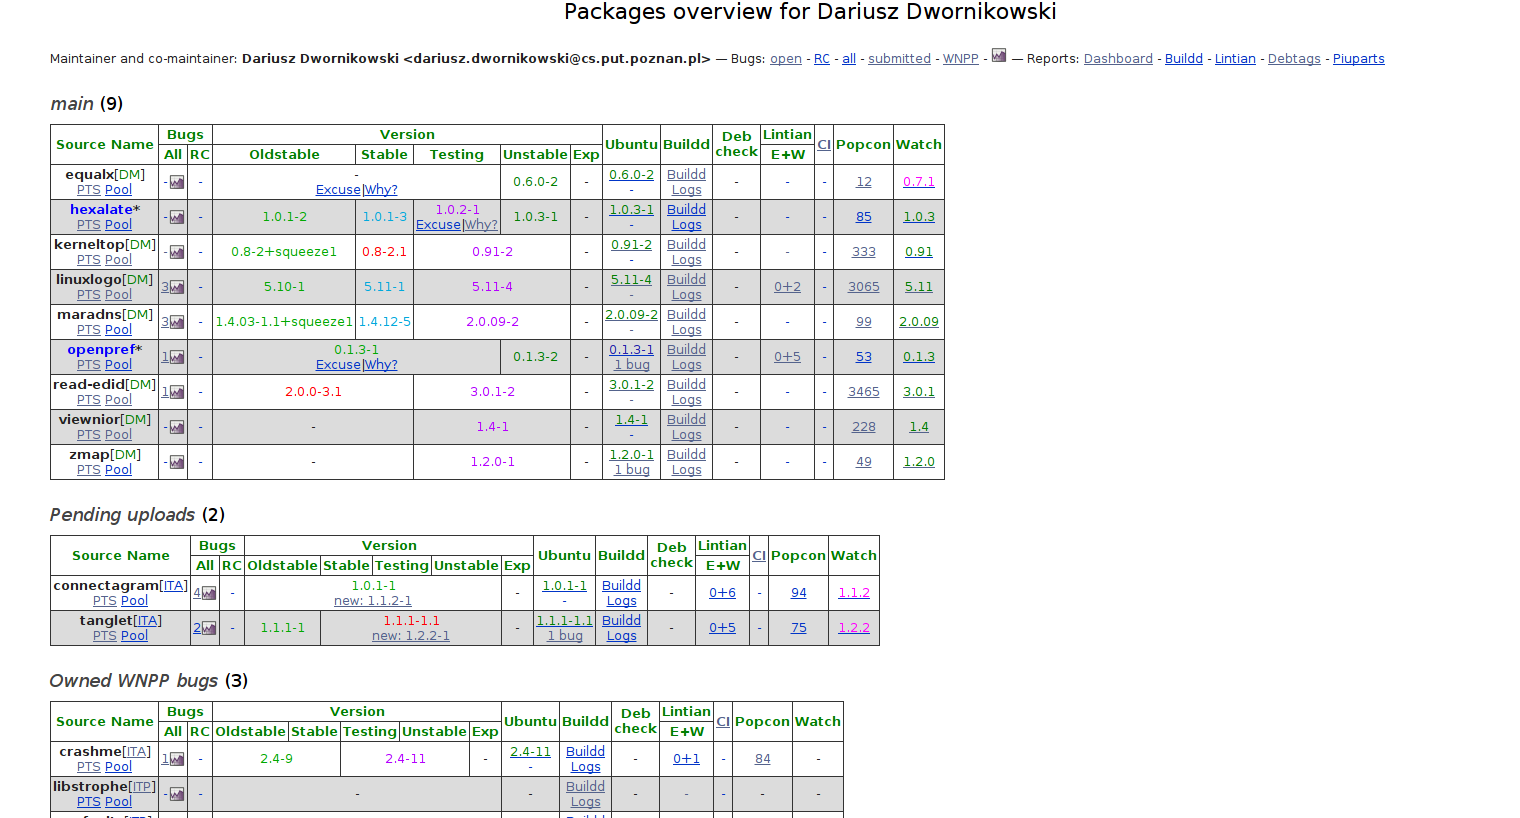 Packages overview for Dariusz Dwornikowski
Maintainer and co-maintainer: Dariusz Dwornikowski <dariusz.dwornikowski@cs.put.poznan.pl> — Bugs: open - RC - all - submitted - WNPP - — Reports: Dashboard - Buildd - Lintian - Debtags - Piuparts
main (9)
Source Name Bugs Version Ubuntu Buildd Deb check Lintian CI Popcon Watch
All RC Oldstable Stable Testing Unstable Exp E+W
equalx[DM] - - - 0.6.0-2 - 0.6.0-2 Buildd - - - 12 0.7.1
PTS Pool Excuse|Why? - Logs
hexalate* - - 1.0.1-2 1.0.1-3 1.0.2-1 1.0.3-1 - 1.0.3-1 Buildd - - - 85 1.0.3
PTS Pool Excuse|Why? - Logs
kerneltop[DM] - - 0.8-2+squeeze1 0.8-2.1 0.91-2 - 0.91-2 Buildd - - - 333 0.91
PTS Pool - Logs
linuxlogo[DM] 3 - 5.10-1 5.11-1 5.11-4 - 5.11-4 Buildd - 0+2 - 3065 5.11
PTS Pool - Logs
maradns[DM] 3 - 1.4.03-1.1+squeeze1 1.4.12-5 2.0.09-2 - 2.0.09-2 Buildd - - - 99 2.0.09
PTS Pool - Logs
openpref* 1 - 0.1.3-1 0.1.3-2 - 0.1.3-1 Buildd - 0+5 - 53 0.1.3
PTS Pool Excuse|Why? 1 bug Logs
read-edid[DM] 1 - 2.0.0-3.1 3.0.1-2 - 3.0.1-2 Buildd - - - 3465 3.0.1
PTS Pool - Logs
viewnior[DM] - - - 1.4-1 - 1.4-1 Buildd - - - 228 1.4
PTS Pool - Logs
zmap[DM] - - - 1.2.0-1 - 1.2.0-1 Buildd - - - 49 1.2.0
PTS Pool 1 bug Logs
Pending uploads (2)
Source Name Bugs Version Ubuntu Buildd Deb check Lintian CI Popcon Watch
All RC Oldstable Stable Testing Unstable Exp E+W
connectagram[ITA] 4 - 1.0.1-1 - 1.0.1-1 Buildd - 0+6 - 94 1.1.2
PTS Pool new: 1.1.2-1 - Logs
tanglet[ITA] 2 - 1.1.1-1 1.1.1-1.1 - 1.1.1-1.1 Buildd - 0+5 - 75 1.2.2
PTS Pool new: 1.2.2-1 1 bug Logs
Owned WNPP bugs (3)
Source Name Bugs Version Ubuntu Buildd Deb check Lintian CI Popcon Watch
All RC Oldstable Stable Testing Unstable Exp E+W
crashme[ITA] 1 - 2.4-9 2.4-11 - 2.4-11 Buildd - 0+1 - 84 -
PTS Pool - Logs
libstrophe[ITP] - - - - Buildd - - - - -
PTS Pool Logs